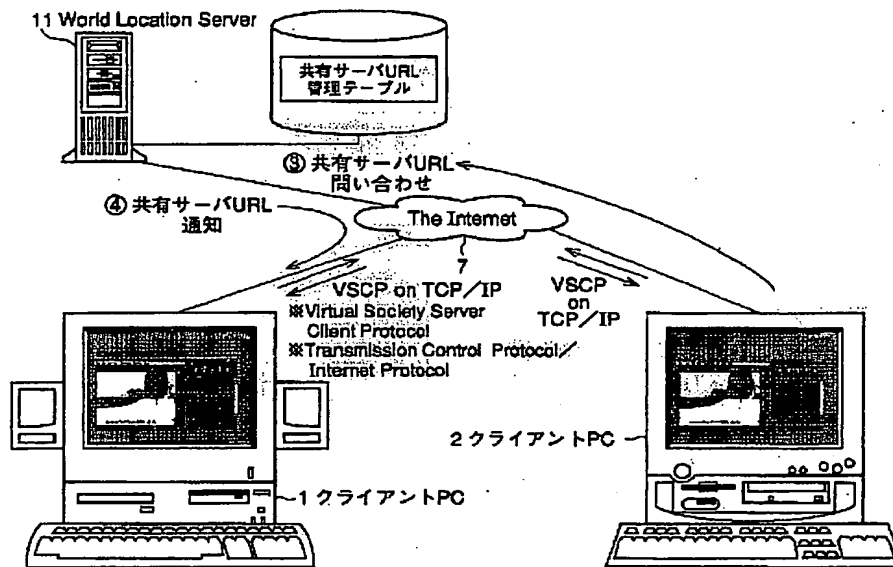 11 World Location Server
共有サーバURL
管理テーブル
③ 共有サーバURL
問い合わせ
④ 共有サーバURL
通知
The Internet
7
VSCP on TCP/IP
※Virtual Society Server
Client Protocol
※Transmission Control Protocol/
Internet Protocol
VSCP
on
TCP/IP
2 クライアントPC
1 クライアントPC